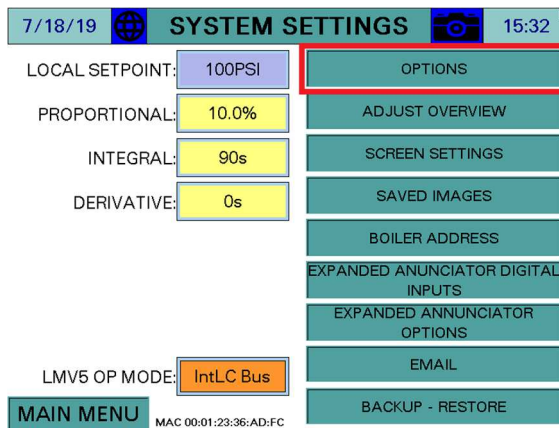 7/18/19 SYSTEM SETTINGS 15:32
LOCAL SETPOINT: 100PSI
OPTIONS
PROPORTIONAL: 10.0%
ADJUST OVERVIEW
INTEGRAL: 90s
SCREEN SETTINGS
DERIVATIVE: 0s
SAVED IMAGES
BOILER ADDRESS
EXPANDED ANUNCIATOR DIGITAL
INPUTS
EXPANDED ANNUNCIATOR
OPTIONS
LMV5 OP MODE: IntLC Bus
EMAIL
MAIN MENU MAC 00:01:23:36:AD:FC
BACKUP - RESTORE